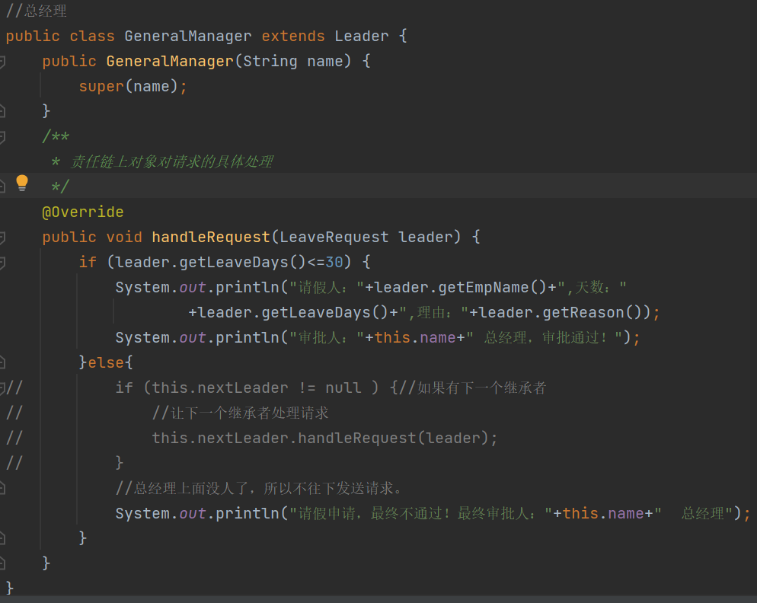 //总经理
public class GeneralManager extends Leader {
    public GeneralManager(String name) {
        super(name);
    }
    /**
     * 责任链上对象对请求的具体处理
     */
    @Override
    public void handleRequest(LeaveRequest leader) {
        if (leader.getLeaveDays()<=30) {
            System.out.println("请假人："+leader.getEmpName()+",天数："
                    +leader.getLeaveDays()+",理由："+leader.getReason());
            System.out.println("审批人："+this.name+" 总经理，审批通过！");
        }else{
//            if (this.nextLeader != null ) {//如果有下一个继承者
//                //让下一个继承者处理请求
//                this.nextLeader.handleRequest(leader);
//            }
            //总经理上面没人了，所以不往下发送请求。
            System.out.println("请假申请，最终不通过！最终审批人："+this.name+"  总经理");
        }
    }
}